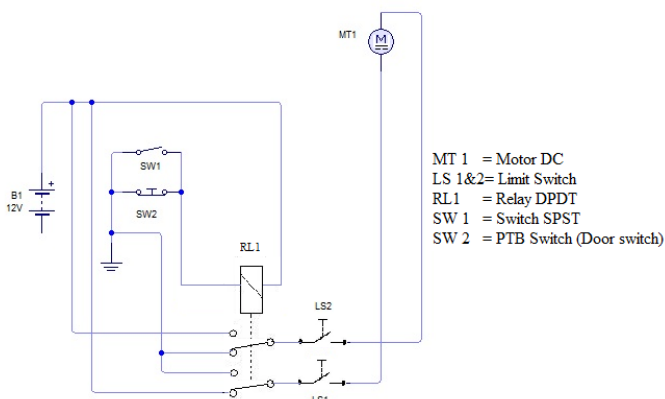 MT1
M
SW1
B1
12V
+
SW2
RL1
LS2
LS1
MT 1 = Motor DC
LS 1&2= Limit Switch
RL1 = Relay DPDT
SW 1 = Switch SPST
SW 2 = PTB Switch (Door switch)